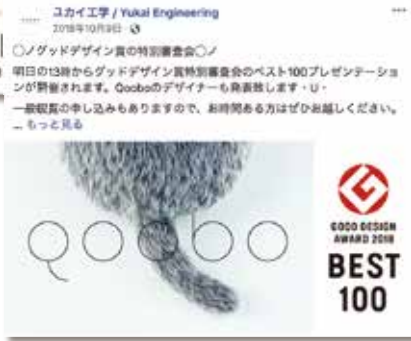 ユカイ工学 / Yukai Engineering
2018年10月9日
〇ノグッドデザイン賞の特別審査会〇ノ
明日の13時からグッドデザイン賞特別審査会のベスト100プレゼンテーショ
ンが開催されます。Qooboのデザイナーも発表致します・U・
一般観覧の申し込みもありますので、お時間ある方はぜひお越しください。
... もっと見る
Qoobo
GOOD DESIGN
AWARD 2018
BEST
100